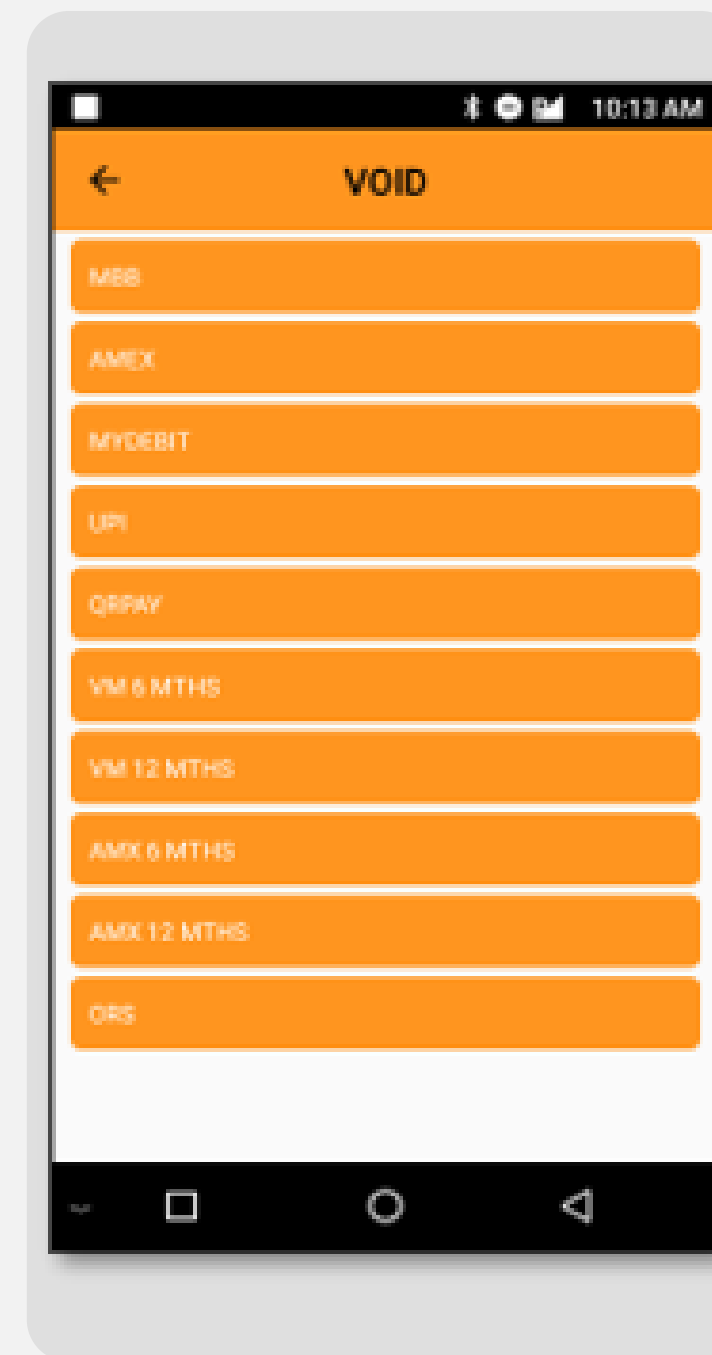 10:13 AM
VOID
MBB
AMEX
MYDEBIT
UPI
QRPAY
VM 6 MTHS
VM 12 MTHS
AMX 6 MTHS
AMX 12 MTHS
ORS